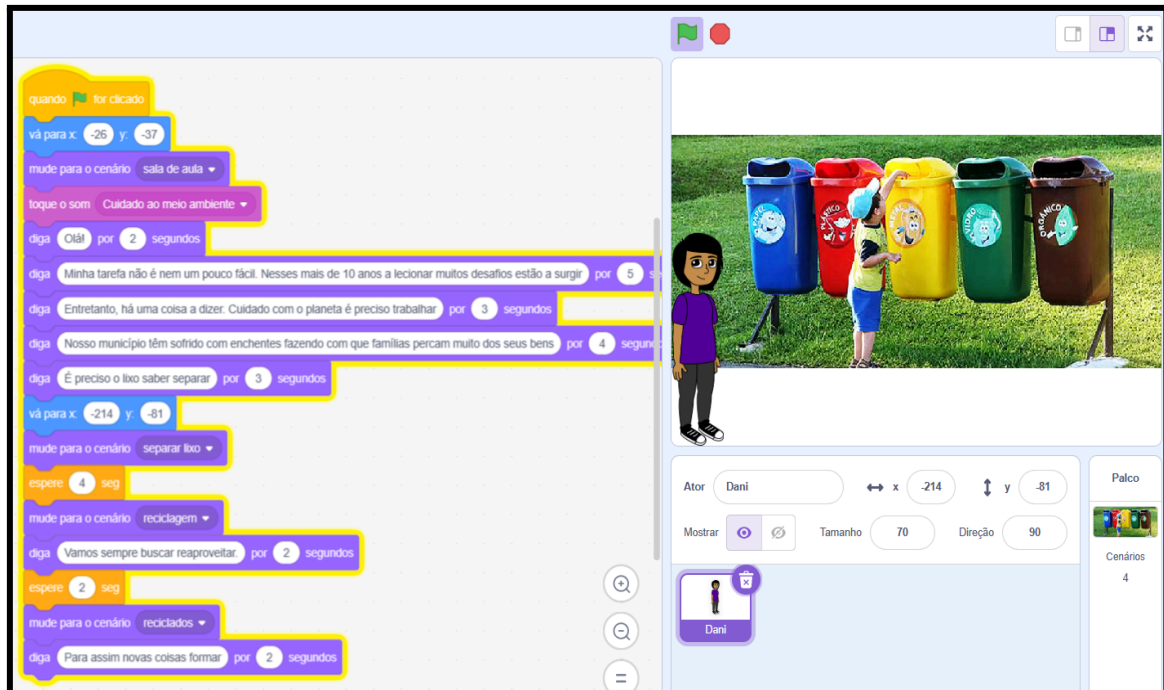 quando for clicado
vá para x: -26 y: -37
mude para o cenário sala de aula
toque o som Cuidado ao meio ambiente
diga Olá! por 2 segundos
diga Minha tarefa não é nem um pouco fácil. Nesses mais de 10 anos a lecionar muitos desafios estão a surgir por 5 se
diga Entretanto, há uma coisa a dizer. Cuidado com o planeta é preciso trabalhar por 3 segundos
diga Nosso município têm sofrido com enchentes fazendo com que famílias percam muito dos seus bens por 4 segun
diga É preciso o lixo saber separar por 3 segundos
vá para x: -214 y: -81
mude para o cenário separar lixo
espere 4 seg
mude para o cenário reciclagem
diga Vamos sempre buscar reaproveitar. por 2 segundos
espere 2 seg
mude para o cenário reciclados
diga Para assim novas coisas formar por 2 segundos
PAPEL
PLÁSTICO
METAL
VIDRO
ORGÂNICO
Ator Dani x -214 y -81
Mostrar Tamanho 70 Direção 90
Dani
Palco
Cenários
4